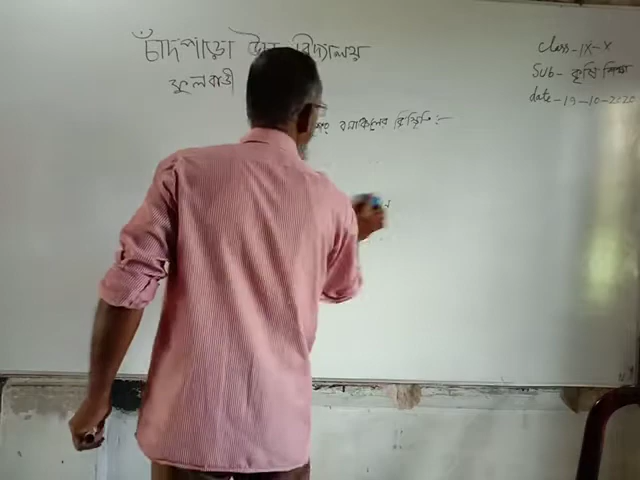 চাঁদপাড়া উচ্চ বিদ্যালয়
ফুলবাড়ী
Class-IX-X
Sub- কৃষি শিক্ষা
date-19-10-2020